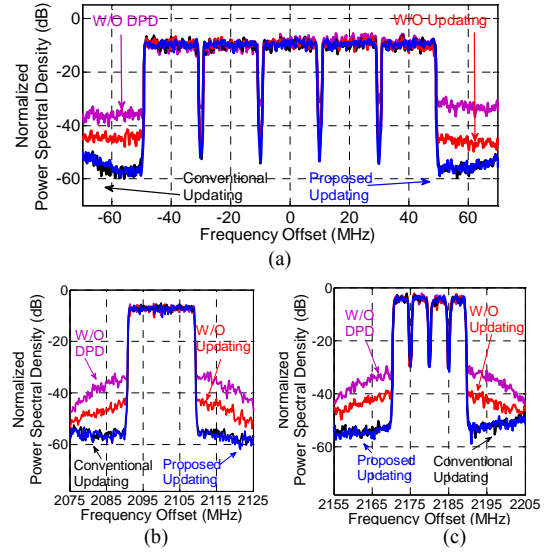 Normalized
Power Spectral Density (dB)
0
-20
-40
-60
W/O DPD
W/O Updating
Conventional
Updating
Proposed
Updating
-60 -40 -20 0 20 40 60
Frequency Offset (MHz)
(a)
Normalized
Power Spectral Density (dB)
0
-20
-40
-60
W/O
DPD
W/O
Updating
Conventional
Updating
Proposed
Updating
2075 2085 2095 2105 2115 2125
Frequency Offset (MHz)
(b)
Normalized
Power Spectral Density (dB)
0
-20
-40
-60
W/O
DPD
W/O
Updating
Proposed
Updating
Conventional
Updating
2155 2165 2175 2185 2195 2205
Frequency Offset (MHz)
(c)